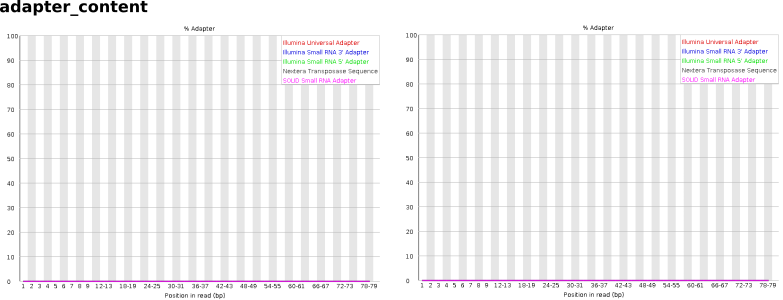 adapter_content
% Adapter
100
90
80
70
60
50
40
30
20
10
0
Illumina Universal Adapter
Illumina Small RNA 3' Adapter
Illumina Small RNA 5' Adapter
Nextera Transposase Sequence
SOLID Small RNA Adapter
1 2 3 4 5 6 7 8 9 12-13 18-19 24-25 30-31 36-37 42-43 48-49 54-55 60-61 66-67 72-73 78-79
Position in read (bp)
% Adapter
100
90
80
70
60
50
40
30
20
10
0
Illumina Universal Adapter
Illumina Small RNA 3' Adapter
Illumina Small RNA 5' Adapter
Nextera Transposase Sequence
SOLID Small RNA Adapter
1 2 3 4 5 6 7 8 9 12-13 18-19 24-25 30-31 36-37 42-43 48-49 54-55 60-61 66-67 72-73 78-79
Position in read (bp)